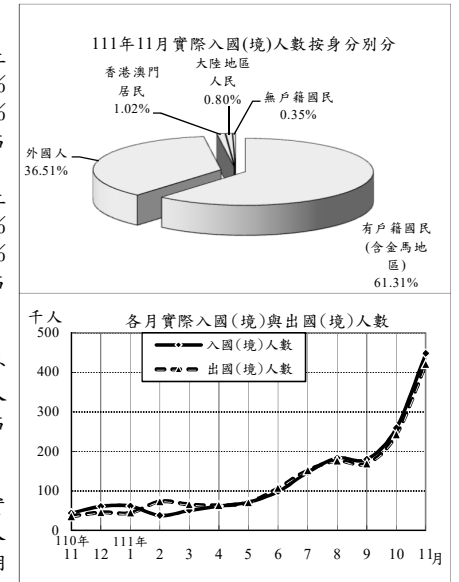 111年11月實際入國(境)人數按身分別分
大陸地區
人民
0.80%
香港澳門
居民
1.02%
無戶籍國民
0.35%
外國人
36.51%
有戶籍國民
(含金馬地
區)
61.31%
千人
各月實際入國(境)與出國(境)人數
入國(境)人數
出國(境)人數
500
400
300
200
100
0
110年 111年
11 12 1 2 3 4 5 6 7 8 9 10 11月
%
%
%
%
人
人
期